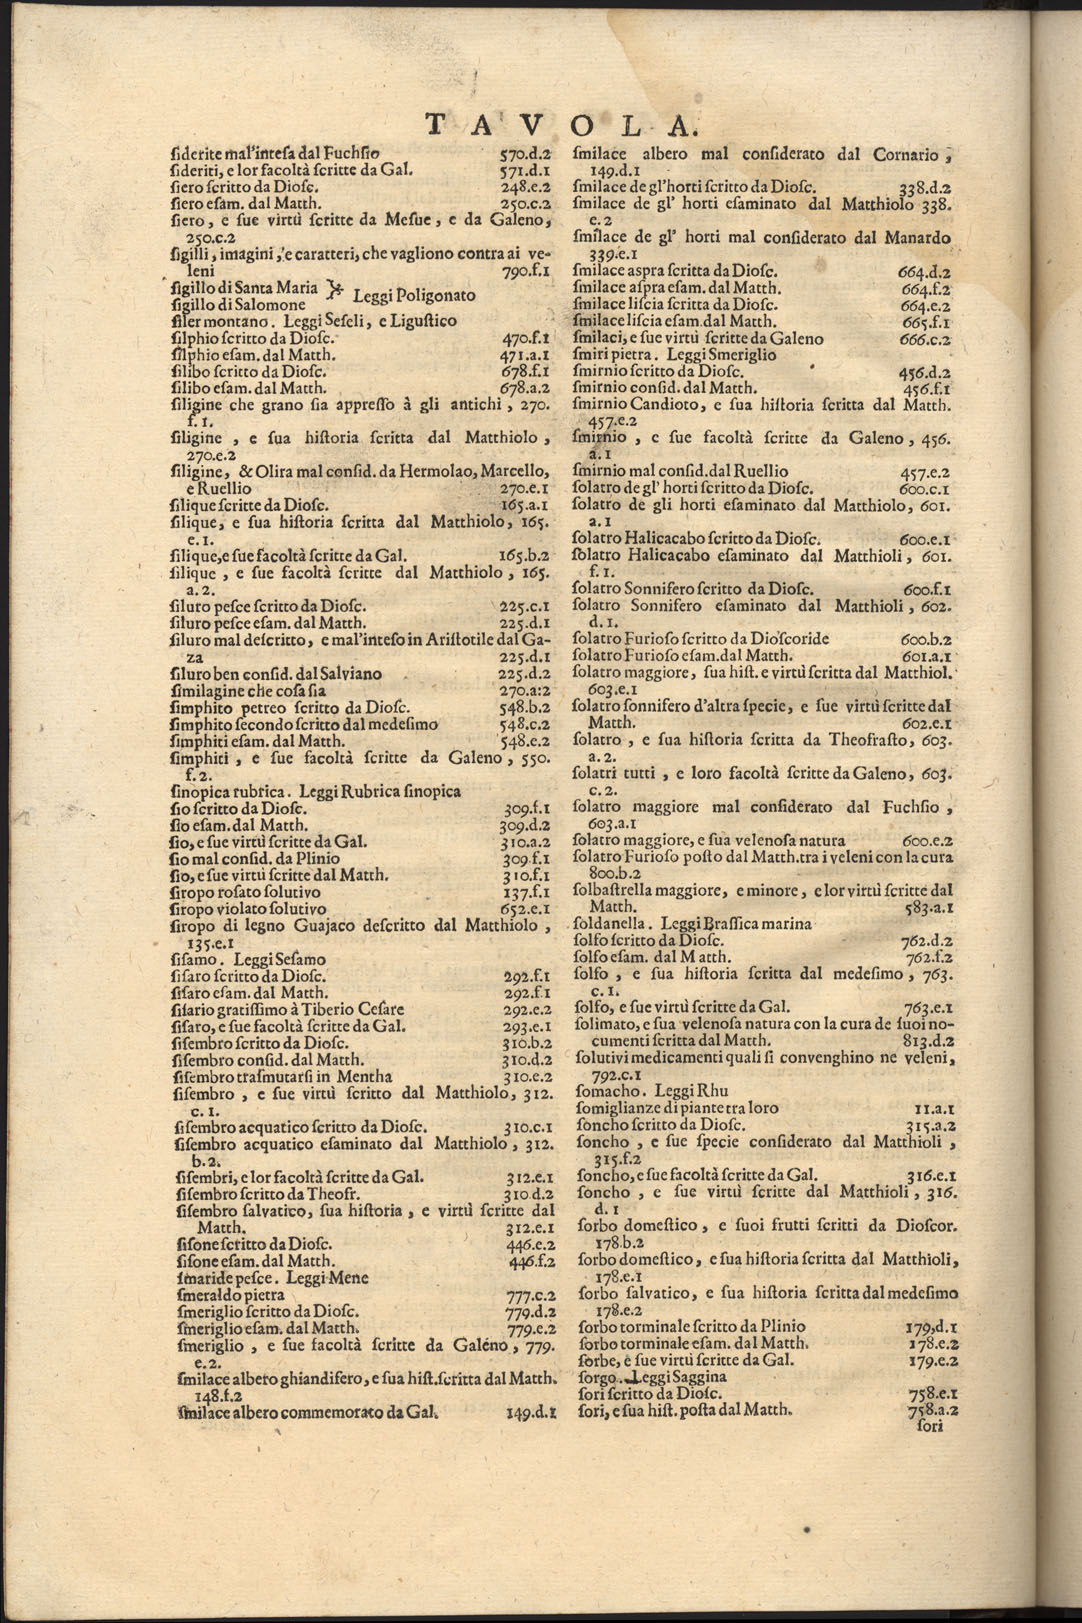 TAVOLA.
ſiderite mal'inteſa dal Fuchſio 570.d.2
ſideriti, e lor facoltà ſcritte da Gal. 571.d.1
ſiero ſcritto da Dioſc. 248.e.2
ſiero eſam. dal Matth. 250.c.2
ſiero, e ſue virtù ſcritte da Meſue, e da Galeno,
250.c.2
ſigilli, imagini, e caratteri, che vagliono contra ai ve-
leni 790.f.1
ſigillo di Santa Maria
ſigillo di Salomone Leggi Poligonato
ſiler montano. Leggi Seſeli, e Liguſtico
ſilphio ſcritto da Dioſc. 470.f.1
ſilphio eſam. dal Matth. 471.a.1
ſilibo ſcritto da Dioſc. 678.f.1
ſilibo eſam. dal Matth. 678.a.2
ſiligine che grano ſia appreſſo à gli antichi, 270.
f.1.
ſiligine, e ſua hiſtoria ſcritta dal Matthiolo,
270.e.2
ſiligine, & Olira mal conſid. da Hermolao, Marcello,
e Ruellio 270.e.1
ſilique ſcritte da Dioſc. 165.a.1
ſilique, e ſua hiſtoria ſcritta dal Matthiolo, 165.
e.1.
ſilique, e ſue facoltà ſcritte da Gal. 165.b.2
ſilique, e ſue facoltà ſcritte dal Matthiolo, 165.
a.2.
ſiluro peſce ſcritto da Dioſc. 225.c.1
ſiluro peſce eſam. dal Matth. 225.d.1
ſiluro mal deſcritto, e mal'inteſo in Ariſtotile dal Ga-
za 225.d.1
ſiluro ben conſid. dal Salviano 225.d.2
ſimilagine che coſa ſia 270.a:2
ſimphito petreo ſcritto da Dioſc. 548.b.2
ſimphito ſecondo ſcritto dal medeſimo 548.c.2
ſimphiti eſam. dal Matth. 548.e.2
ſimphiti, e ſue facoltà ſcritte da Galeno, 550.
f.2.
ſinopica rubrica. Leggi Rubrica ſinopica
ſio ſcritto da Dioſc. 309.f.1
ſio eſam. dal Matth. 309.d.2
ſio, e ſue virtù ſcritte da Gal. 310.a.2
ſio mal conſid. da Plinio 309.f.1
ſio, e ſue virtù ſcritte dal Matth. 310.f.1
ſiropo roſato ſolutivo 137.f.1
ſiropo violato ſolutivo 652.e.1
ſiropo di legno Guajaco deſcritto dal Matthiolo,
135.e.1
ſiſamo. Leggi Seſamo
ſiſaro ſcritto da Dioſc. 292.f.1
ſiſaro eſam. dal Matth. 292.f.1
ſiſario gratiſſimo à Tiberio Ceſare 292.e.2
ſiſaro, e ſue facoltà ſcritte da Gal. 293.e.1
ſiſembro ſcritto da Dioſc. 310.b.2
ſiſembro conſid. dal Matth. 310.d.2
ſiſembro traſmutarſi in Mentha 310.e.2
ſiſembro, e ſue virtù ſcritto dal Matthiolo, 312.
c.1.
ſiſembro acquatico ſcritto da Dioſc. 310.c.1
ſiſembro acquatico eſaminato dal Matthiolo, 312.
b.2.
ſiſembri, e lor facoltà ſcritte da Gal. 312.e.1
ſiſembro ſcritto da Theofr. 310.d.2
ſiſembro ſalvatico, ſua hiſtoria, e virtù ſcritte dal
Matth. 312.e.1
ſiſone ſcritto da Dioſc. 446.e.2
ſiſone eſam. dal Matth. 446.f.2
ſmaride peſce. Leggi Mene
ſmeraldo pietra 777.c.2
ſmeriglio ſcritto da Dioſc. 779.d.2
ſmeriglio eſam. dal Matth. 779.e.2
ſmeriglio, e ſue facoltà ſcritte da Galeno, 779.
e.2.
ſmilace albero ghiandifero, e ſua hiſt. ſcritta dal Matth.
148.f.2
ſmilace albero commemorato da Gal. 149.d.1
ſmilace albero mal conſiderato dal Cornario,
149.d.1
ſmilace de gl'horti ſcritto da Dioſc. 338.d.2
ſmilace de gl' horti eſaminato dal Matthiolo 338.
e.2
ſmilace de gl' horti mal conſiderato dal Manardo
339.e.1
ſmilace aſpra ſcritta da Dioſc. 664.d.2
ſmilace aſpra eſam. dal Matth. 664.f.2
ſmilace liſcia ſcritta da Dioſc. 664.e.2
ſmilace liſcia eſam. dal Matth. 665.f.1
ſmilaci, e ſue virtù ſcritte da Galeno 666.c.2
ſmiri pietra. Leggi Smeriglio
ſmirnio ſcritto da Dioſc. 456.d.2
ſmirnio conſid. dal Matth. 456.f.1
ſmirnio Candioto, e ſua hiſtoria ſcritta dal Matth.
457.e.2
ſmirnio, e ſue facoltà ſcritte da Galeno, 456.
a.1
ſmirnio mal conſid. dal Ruellio 457.e.2
ſolatro de gl' horti ſcritto da Dioſc. 600.c.1
ſolatro de gli horti eſaminato dal Matthiolo, 601.
a.1
ſolatro Halicacabo ſcritto da Dioſc. 600.e.1
ſolatro Halicacabo eſaminato dal Matthioli, 601.
f.1.
ſolatro Sonnifero ſcritto da Dioſc. 600.f.1
ſolatro Sonnifero eſaminato dal Matthioli, 602.
d.1.
ſolatro Furioſo ſcritto da Dioſcoride 600.b.2
ſolatro Furioſo eſam. dal Matth. 601.a.1
ſolatro maggiore, ſua hiſt. e virtù ſcritta dal Matthiol.
603.e.1
ſolatro ſonnifero d'altra ſpecie, e ſue virtù ſcritte dal
Matth. 602.e.1
ſolatro, e ſua hiſtoria ſcritta da Theofraſto, 603.
a.2.
ſolatri tutti, e loro facoltà ſcritte da Galeno, 603.
c.2.
ſolatro maggiore mal conſiderato dal Fuchſio,
603.a.1
ſolatro maggiore, e ſua velenoſa natura 600.e.2
ſolatro Furioſo poſto dal Matth. tra i veleni con la cura
800.b.2
ſolbaſtrella maggiore, e minore, e lor virtù ſcritte dal
Matth. 583.a.1
ſoldanella. Leggi Braſſica marina
ſolfo ſcritto da Dioſc. 762.d.2
ſolfo eſam. dal Matth. 762.f.2
ſolfo, e ſua hiſtoria ſcritta dal medeſimo, 763.
c.1.
ſolfo, e ſue virtù ſcritte da Gal. 763.e.1
ſolimato, e ſua velenoſa natura con la cura de ſuoi no-
cumenti ſcritta dal Matth. 813.d.2
ſolutivi medicamenti quali ſi convenghino ne veleni,
792.c.1
ſomacho. Leggi Rhu
ſomiglianze di piante tra loro 11.a.1
ſoncho ſcritto da Dioſc. 315.a.2
ſoncho, e ſue ſpecie conſiderato dal Matthioli,
315.f.2
ſoncho, e ſue facoltà ſcritte da Gal. 316.e.1
ſoncho, e ſue virtù ſcritte dal Matthioli, 316.
d.1
ſorbo domeſtico, e ſuoi frutti ſcritti da Dioſcor.
178.b.2
ſorbo domeſtico, e ſua hiſtoria ſcritta dal Matthioli,
178.e.1
ſorbo ſalvatico, e ſua hiſtoria ſcritta dal medeſimo
178.e.2
ſorbo torminale ſcritto da Plinio 179,d.1
ſorbo torminale eſam. dal Matth. 178.e.2
ſorbe, e ſue virtù ſcritte da Gal. 179.e.2
ſorgo. Leggi Saggina
ſori ſcritto da Dioſc. 758.e.1
ſori, e ſua hiſt. poſta dal Matth. 758.a.2
ſori